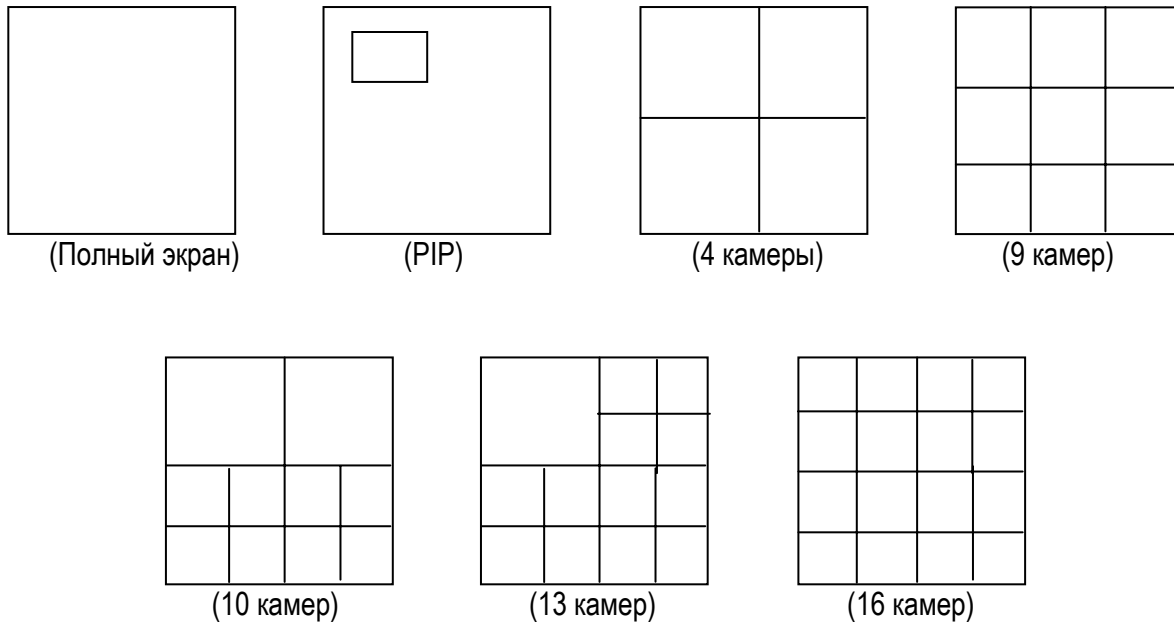 (Полный экран) (PIP) (4 камеры) (9 камер)
(10 камер) (13 камер) (16 камер)